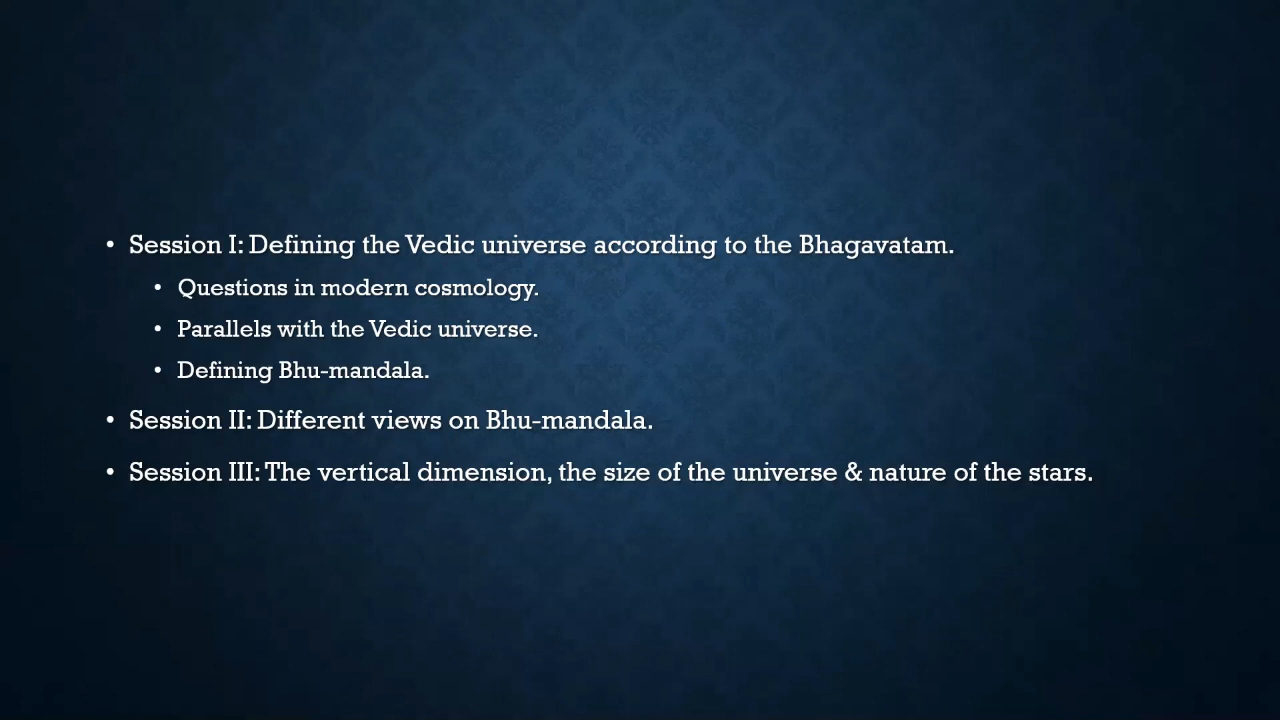 • Session I: Defining the Vedic universe according to the Bhagavatam.
• Questions in modern cosmology.
• Parallels with the Vedic universe.
• Defining Bhu-mandala.
• Session II: Different views on Bhu-mandala.
• Session III: The vertical dimension, the size of the universe & nature of the stars.